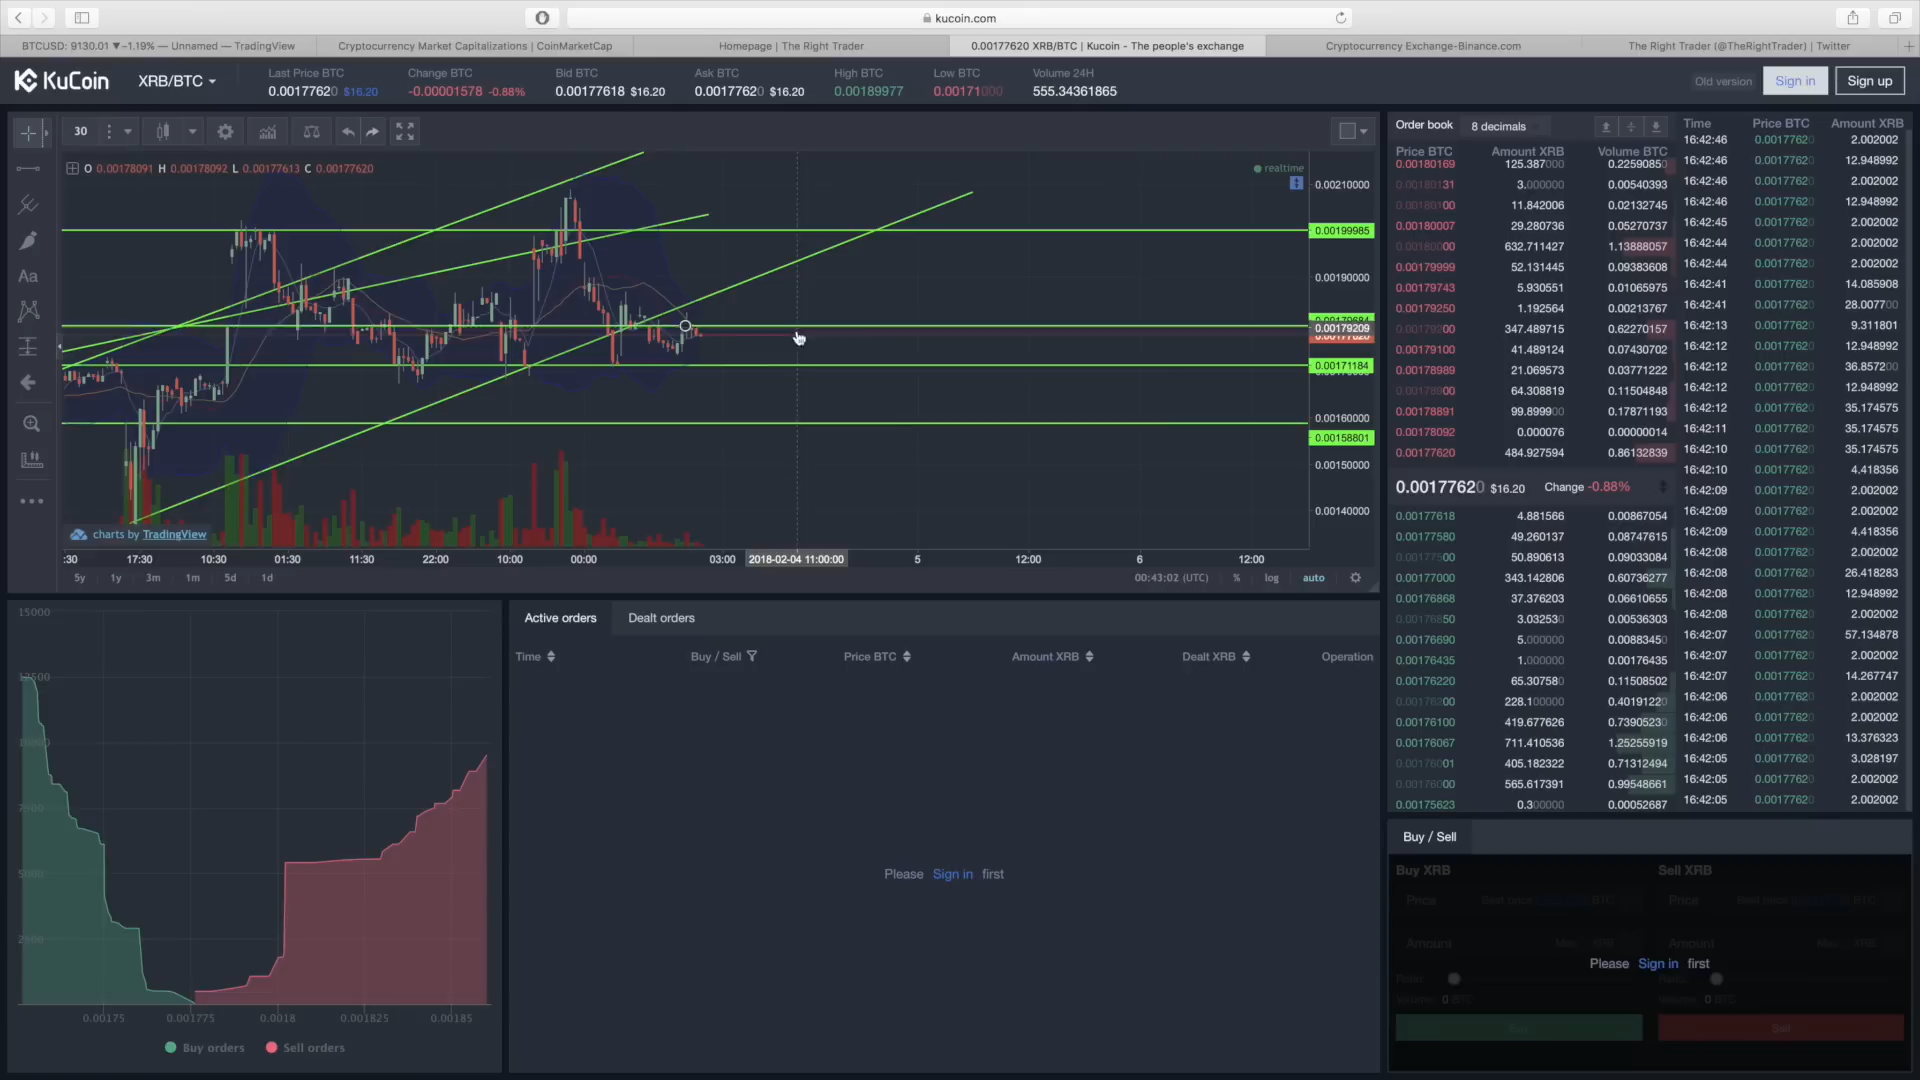 kucoin.com
BTCUSD: 9130.01 ▼−1.19% — Unnamed — TradingView
Cryptocurrency Market Capitalizations | CoinMarketCap
Homepage | The Right Trader
0.00177620 XRB/BTC | Kucoin - The people's exchange
Cryptocurrency Exchange-Binance.com
The Right Trader (@TheRightTrader) | Twitter
KuCoin XRB/BTC
Last Price BTC Change BTC Bid BTC Ask BTC High BTC Low BTC Volume 24H
0.00177620 $16.20 -0.00001578 -0.88% 0.00177618 $16.20 0.00177620 $16.20 0.00189977 0.00171000 555.34361865
Old version Sign in Sign up
30
O 0.00178091 H 0.00178092 L 0.00177613 C 0.00177620
realtime
Aa
0.00210000
0.00199985
0.00190000
0.00179209
0.00171184
0.00160000
0.00158801
0.00150000
0.00140000
charts by TradingView
:30 17:30 10:30 01:30 11:30 22:00 10:00 00:00 03:00 2018-02-04 11:00:00 5 12:00 6 12:00
5y 1y 3m 1m 5d 1d
00:43:02 (UTC) % log auto
Order book 8 decimals
Price BTC Amount XRB Volume BTC
0.00180169 125.387000 0.22590850
0.00180131 3.000000 0.00540393
0.00180100 11.842006 0.02132745
0.00180007 29.280736 0.05270737
0.00180000 632.711427 1.13888057
0.00179999 52.131445 0.09383608
0.00179743 5.930551 0.01065975
0.00179250 1.192564 0.00213767
0.00179200 347.489715 0.62270157
0.00179100 41.489124 0.07430702
0.00178989 21.069573 0.03771222
0.00178900 64.308819 0.11504848
0.00178891 99.899900 0.17871193
0.00178092 0.000076 0.00000014
0.00177620 484.927594 0.86132839
0.00177620 $16.20 Change -0.88%
0.00177618 4.881566 0.00867054
0.00177580 49.260137 0.08747615
0.00177500 50.890613 0.09033084
0.00177000 343.142806 0.60736277
0.00176868 37.376203 0.06610655
0.00176850 3.032530 0.00536303
0.00176690 5.000000 0.00883450
0.00176435 1.000000 0.00176435
0.00176220 65.307580 0.11508502
0.00176200 228.100000 0.40191220
0.00176100 419.677626 0.73905230
0.00176067 711.410536 1.25255919
0.00176001 405.182322 0.71312494
0.00176000 565.617391 0.99548661
0.00175623 0.300000 0.00052687
Time Price BTC Amount XRB
16:42:46 0.00177620 2.002002
16:42:46 0.00177620 12.948992
16:42:46 0.00177620 2.002002
16:42:46 0.00177620 12.948992
16:42:45 0.00177620 2.002002
16:42:44 0.00177620 2.002002
16:42:44 0.00177620 2.002002
16:42:41 0.00177620 14.085908
16:42:41 0.00177620 28.007700
16:42:13 0.00177620 9.311801
16:42:12 0.00177620 12.948992
16:42:12 0.00177620 36.857200
16:42:12 0.00177620 12.948992
16:42:12 0.00177620 35.174575
16:42:11 0.00177620 35.174575
16:42:10 0.00177620 35.174575
16:42:10 0.00177620 4.418356
16:42:09 0.00177620 2.002002
16:42:09 0.00177620 2.002002
16:42:09 0.00177620 4.418356
16:42:08 0.00177620 2.002002
16:42:08 0.00177620 26.418283
16:42:08 0.00177620 12.948992
16:42:08 0.00177620 2.002002
16:42:07 0.00177620 57.134878
16:42:07 0.00177620 2.002002
16:42:07 0.00177620 14.267747
16:42:06 0.00177620 2.002002
16:42:06 0.00177620 2.002002
16:42:06 0.00177620 13.376323
16:42:05 0.00177620 3.028197
16:42:05 0.00177620 2.002002
16:42:05 0.00177620 2.002002
15000
12500
10000
7500
5000
2500
0.00175 0.001775 0.0018 0.001825 0.00185
Buy orders Sell orders
Active orders Dealt orders
Time Buy / Sell Price BTC Amount XRB Dealt XRB Operation
Please Sign in first
Buy / Sell
Buy XRB Sell XRB
Price Best price BTC Price Best price BTC
Amount Max XRB Amount Max XRB
Please Sign in first
Volume 0 BTC Volume 0 BTC
Sell